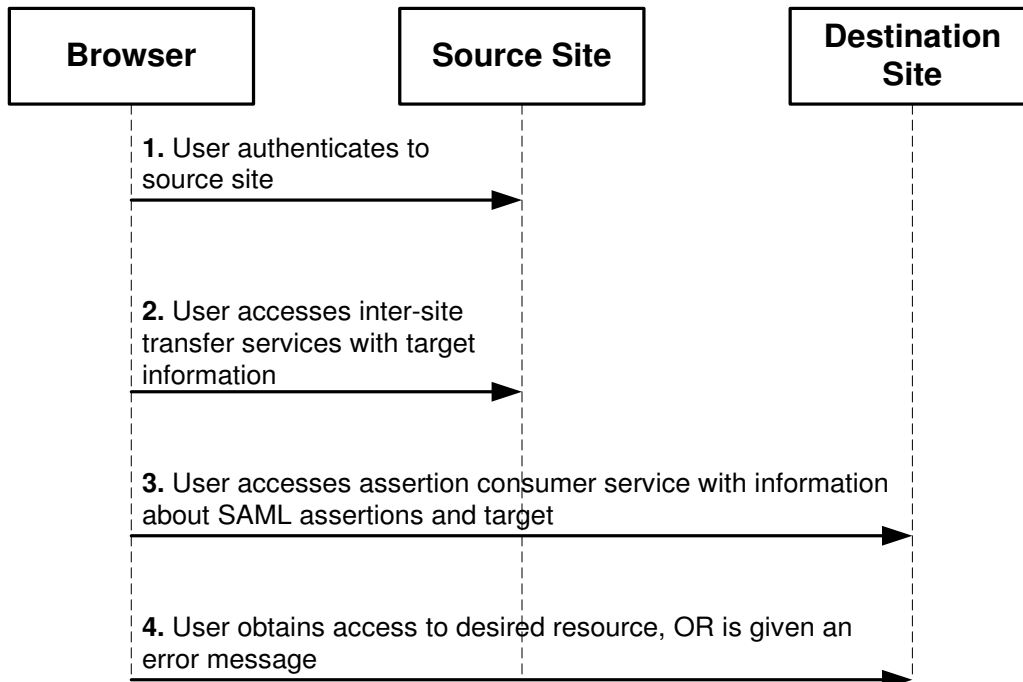 Browser
Source Site
Destination
Site
1. User authenticates to
source site
2. User accesses inter-site
transfer services with target
information
3. User accesses assertion consumer service with information
about SAML assertions and target
4. User obtains access to desired resource, OR is given an
error message